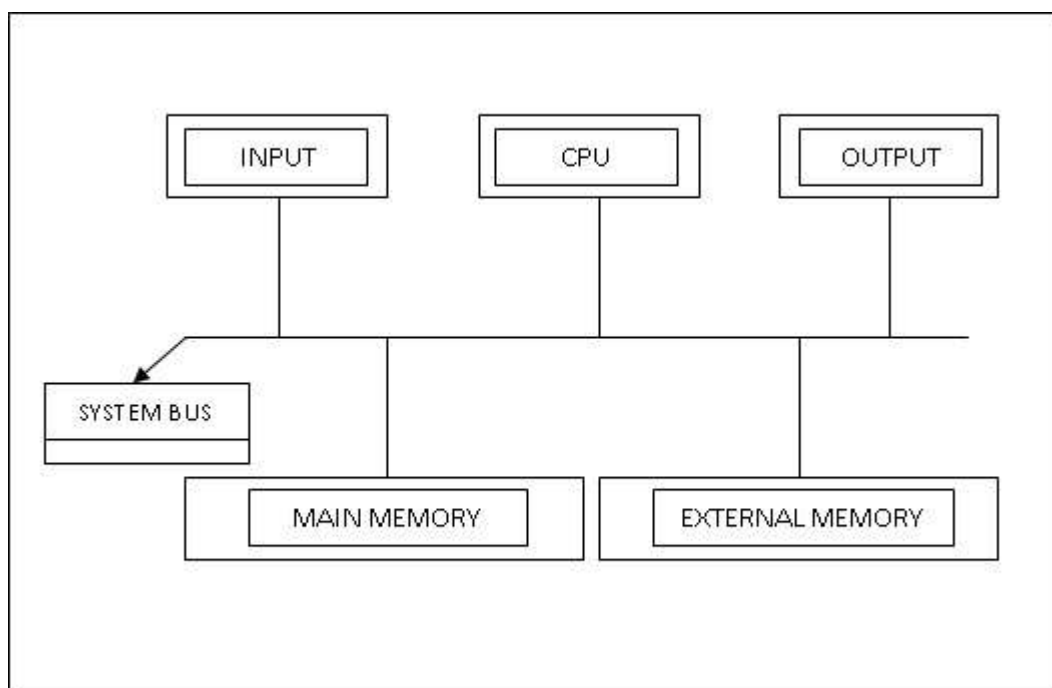 INPUT
CPU
OUTPUT
SYSTEM BUS
MAIN MEMORY
EXTERNAL MEMORY